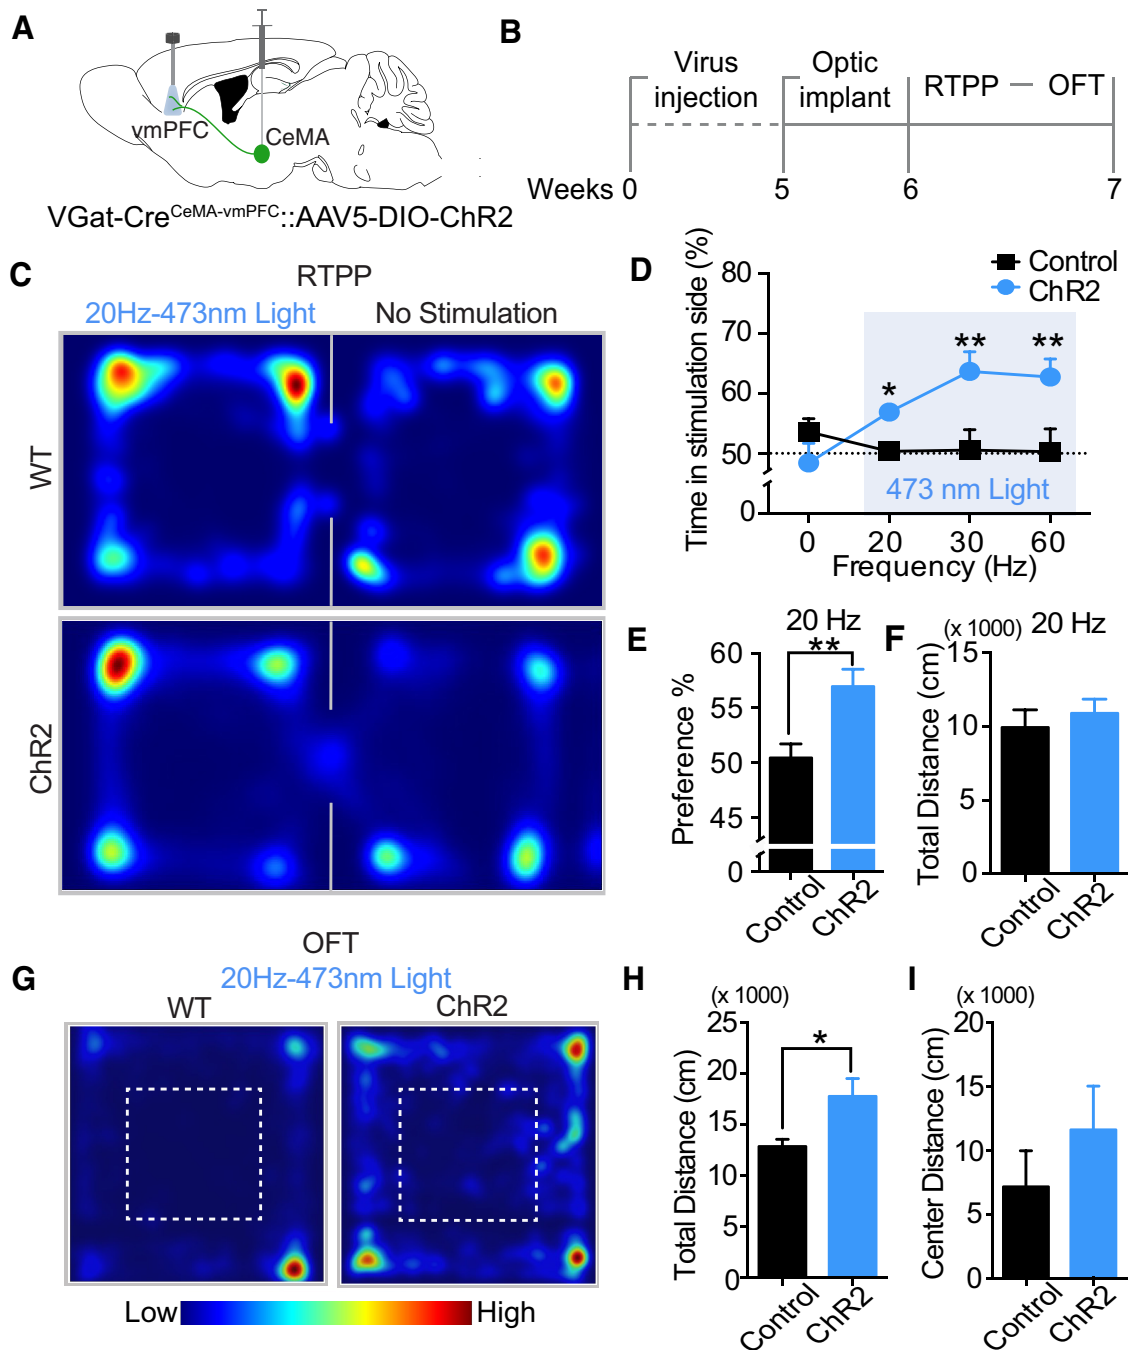 A
vmPFC
CeMA
VGat-Cre^CeMA-vmPFC::AAV5-DIO-ChR2
B
Virus
injection
Optic
implant
RTPP — OFT
Weeks 0 5 6 7
C
RTPP
20Hz-473nm Light No Stimulation
WT
ChR2
D
Time in stimulation side (%)
80
70
60
50
0
Control
ChR2
* ** **
473 nm Light
0 20 30 60
Frequency (Hz)
E
20 Hz
Preference %
60
55
50
45
0
**
Control ChR2
F
(x 1000) 20 Hz
Total Distance (cm)
15
10
5
0
Control ChR2
G
OFT
20Hz-473nm Light
WT ChR2
Low High
H
(x 1000)
Total Distance (cm)
25
20
15
10
5
0
*
Control ChR2
I
(x 1000)
Center Distance (cm)
20
15
10
5
0
Control ChR2